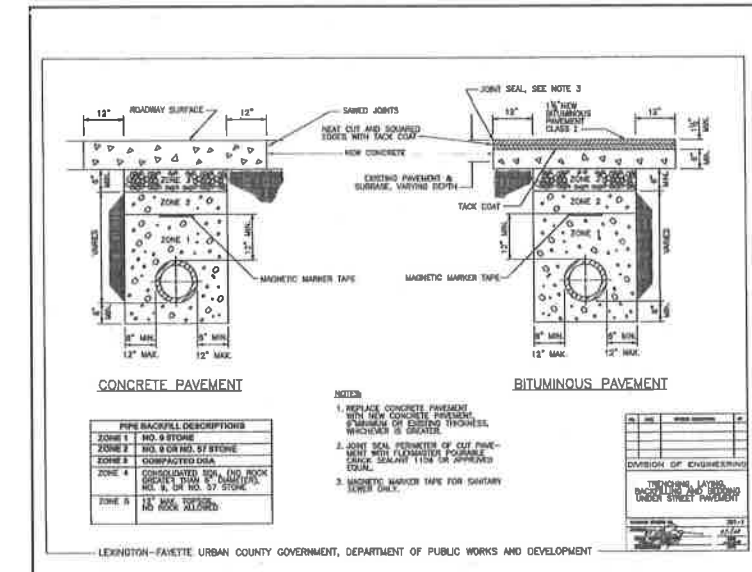 12"
ROADWAY SURFACE
12"
SAWED JOINTS
NEAT CUT AND SQUARED
EDGES WITH TACK COAT
NEW CONCRETE
EXISTING PAVEMENT &
SUBBASE, VARYING DEPTH
TACK COAT
ZONE 1
VARIES
12" MIN.
MAGNETIC MARKER TAPE
6" MIN.
6" MIN.
12" MAX.
12" MAX.
CONCRETE PAVEMENT
JOINT SEAL, SEE NOTE 3
12"
NEW
BITUMINOUS
PAVEMENT
CLASS I
12"
MIN.
MIN.
ZONE 2
ZONE 1
12" MIN.
VARIES
MAGNETIC MARKER TAPE
6" MIN.
6" MIN.
12" MAX.
12" MAX.
BITUMINOUS PAVEMENT
PIPE BACKFILL DESCRIPTIONS
ZONE 1 NO. 9 STONE
ZONE 2 NO. 9 OR NO. 57 STONE
ZONE 3 COMPACTED DGA
ZONE 4 CONSOLIDATED SOIL, (NO ROCK
GREATER THAN 6" DIAMETER),
NO. 9, OR NO. 57 STONE
ZONE 5 12" MAX. TOPSOIL,
NO ROCK ALLOWED
NOTES:
1. REPLACE CONCRETE PAVEMENT
WITH NEW CONCRETE PAVEMENT,
MINIMUM OR EXISTING THICKNESS,
WHICHEVER IS GREATER.
2. JOINT SEAL PERIMETER OF CUT PAVE-
MENT WITH FLEXMASTER POURABLE
CRACK SEALANT OR APPROVED
EQUAL.
3. MAGNETIC MARKER TAPE FOR SANITARY
SEWER ONLY.
DIVISION OF ENGINEERING
TRENCHING, LAYING,
BACKFILLING AND BEDDING
UNDER STREET PAVEMENT
LEXINGTON-FAYETTE URBAN COUNTY GOVERNMENT, DEPARTMENT OF PUBLIC WORKS AND DEVELOPMENT